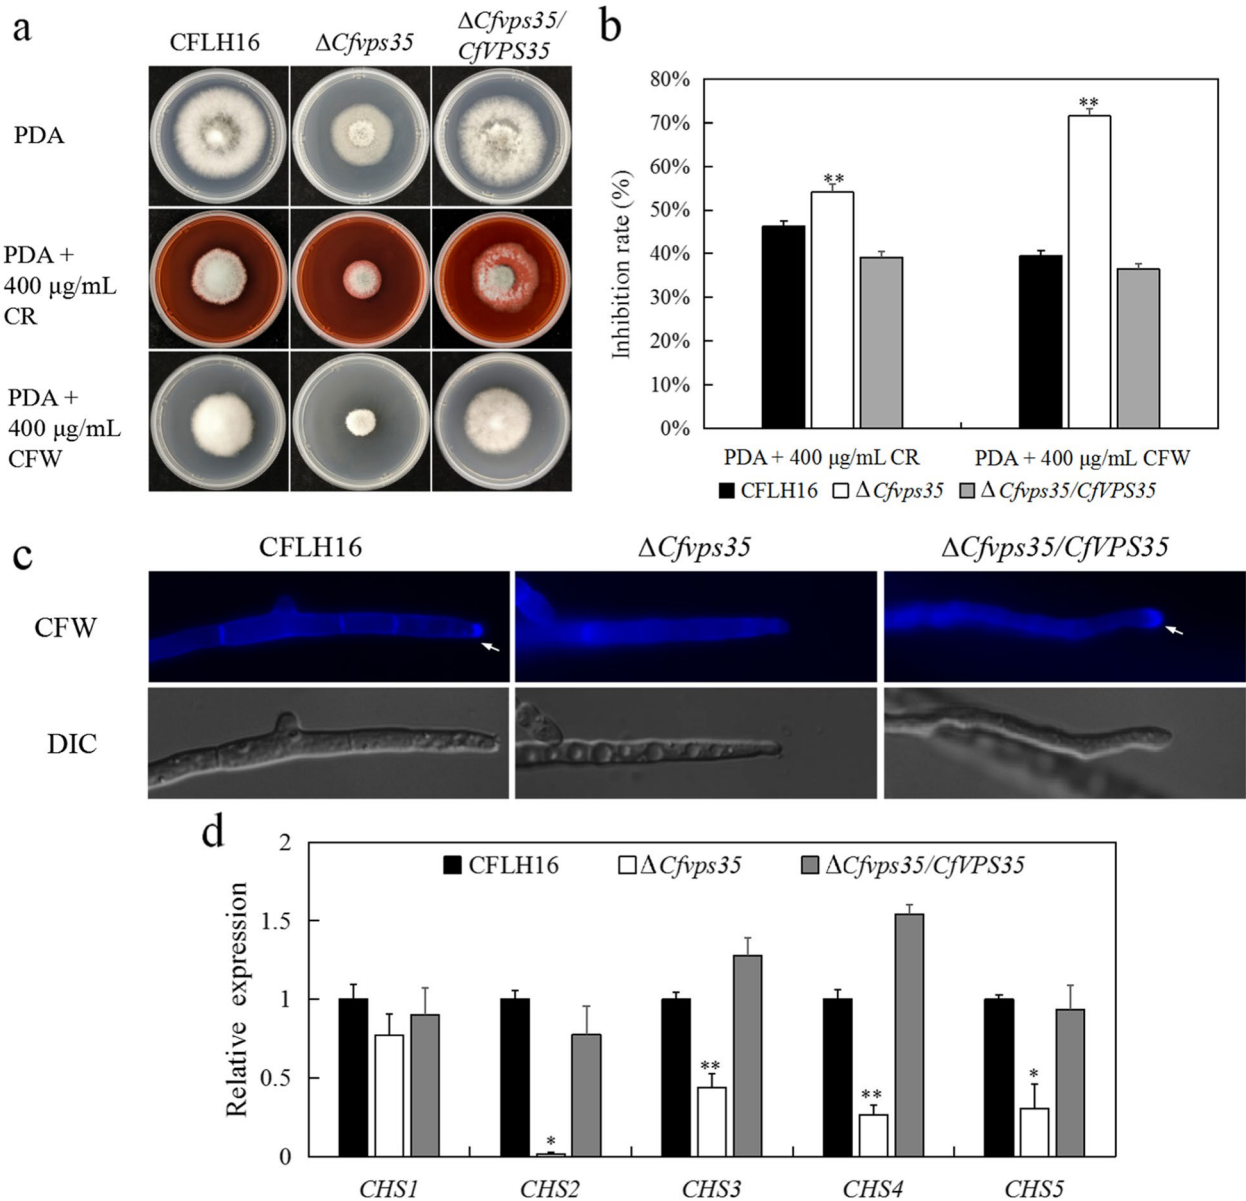 a
CFLH16
ΔCfvps35
ΔCfvps35/
CfVPS35
PDA
PDA +
400 μg/mL
CR
PDA +
400 μg/mL
CFW
b
Inhibition rate (%)
80%
70%
60%
50%
40%
30%
20%
10%
0%
**
**
PDA + 400 μg/mL CR
PDA + 400 μg/mL CFW
CFLH16
ΔCfvps35
ΔCfvps35/CfVPS35
c
CFLH16
ΔCfvps35
ΔCfvps35/CfVPS35
CFW
DIC
d
Relative expression
2
1.5
1
0.5
0
CFLH16
ΔCfvps35
ΔCfvps35/CfVPS35
*
**
**
*
CHS1
CHS2
CHS3
CHS4
CHS5